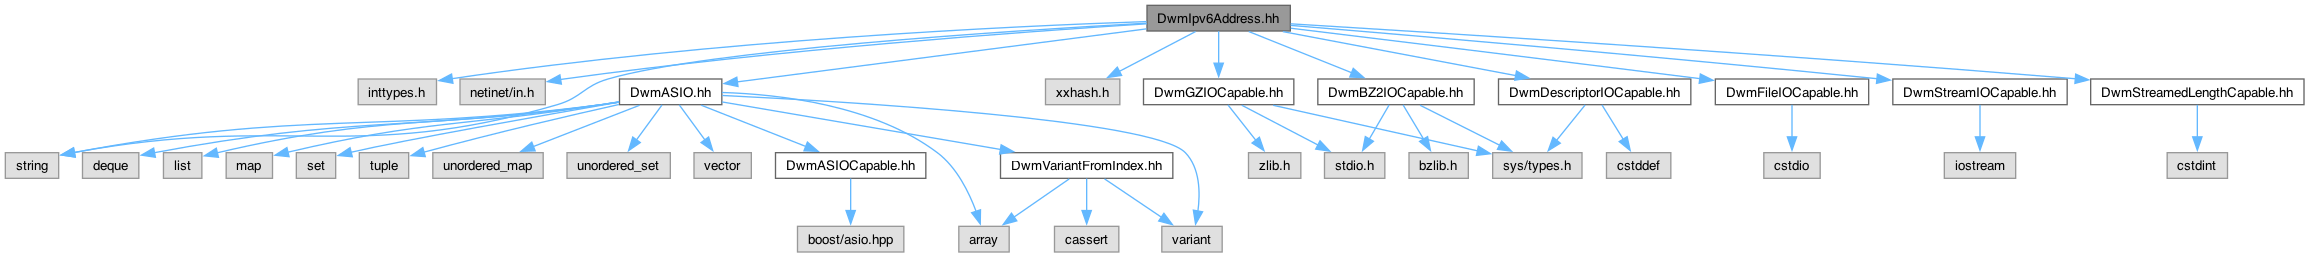 DwmIpv6Address.hh
inttypes.h
netinet/in.h
DwmASIO.hh
xxhash.h
DwmGZIOCapable.hh
DwmBZ2IOCapable.hh
DwmDescriptorIOCapable.hh
DwmFileIOCapable.hh
DwmStreamIOCapable.hh
DwmStreamedLengthCapable.hh
string
deque
list
map
set
tuple
unordered_map
unordered_set
vector
DwmASIOCapable.hh
DwmVariantFromIndex.hh
zlib.h
stdio.h
bzlib.h
sys/types.h
cstddef
cstdio
iostream
cstdint
boost/asio.hpp
array
cassert
variant